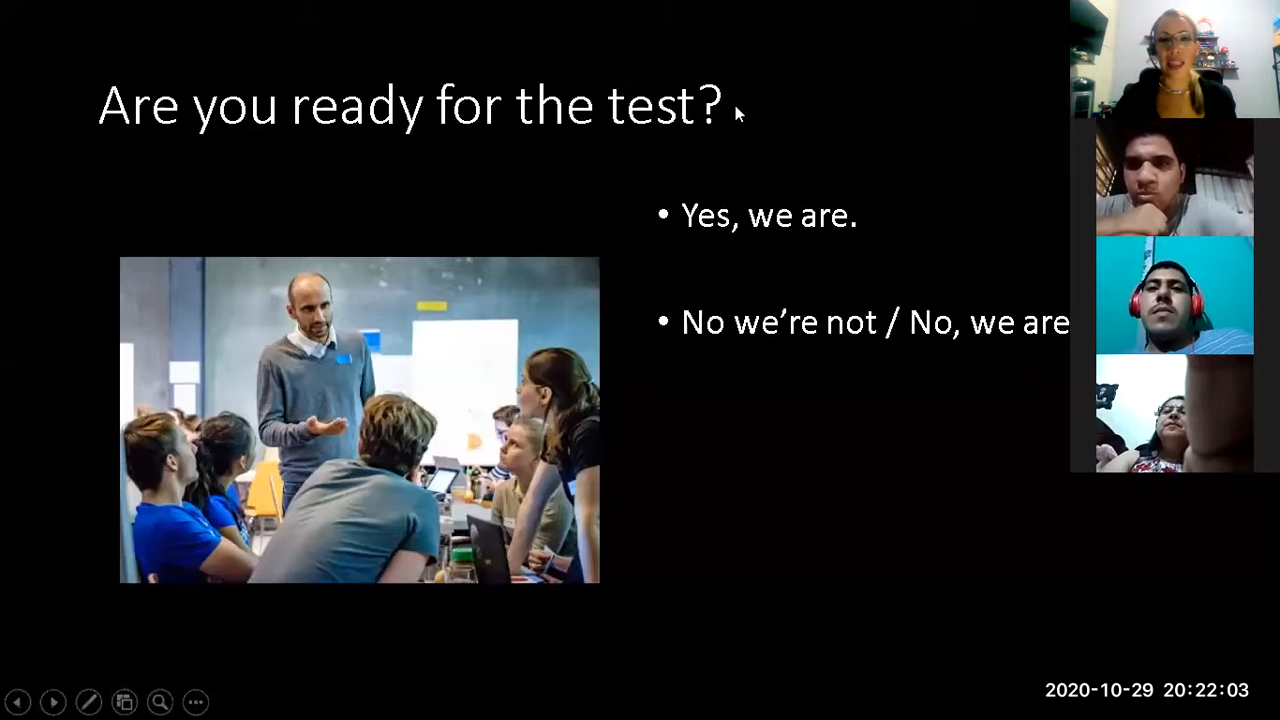 Are you ready for the test?
• Yes, we are.
• No we’re not / No, we are
2020-10-29 20:22:03